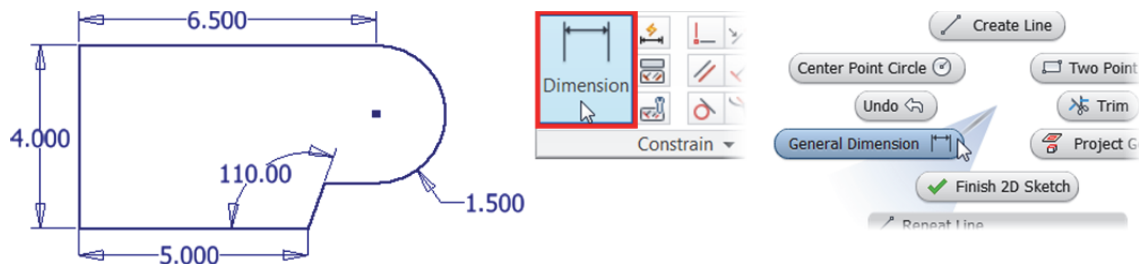 6.500
4.000
110.00
1.500
5.000
Dimension
Constrain
Create Line
Center Point Circle
Two Point
Undo
Trim
General Dimension
Project G
Finish 2D Sketch
Repeat Line